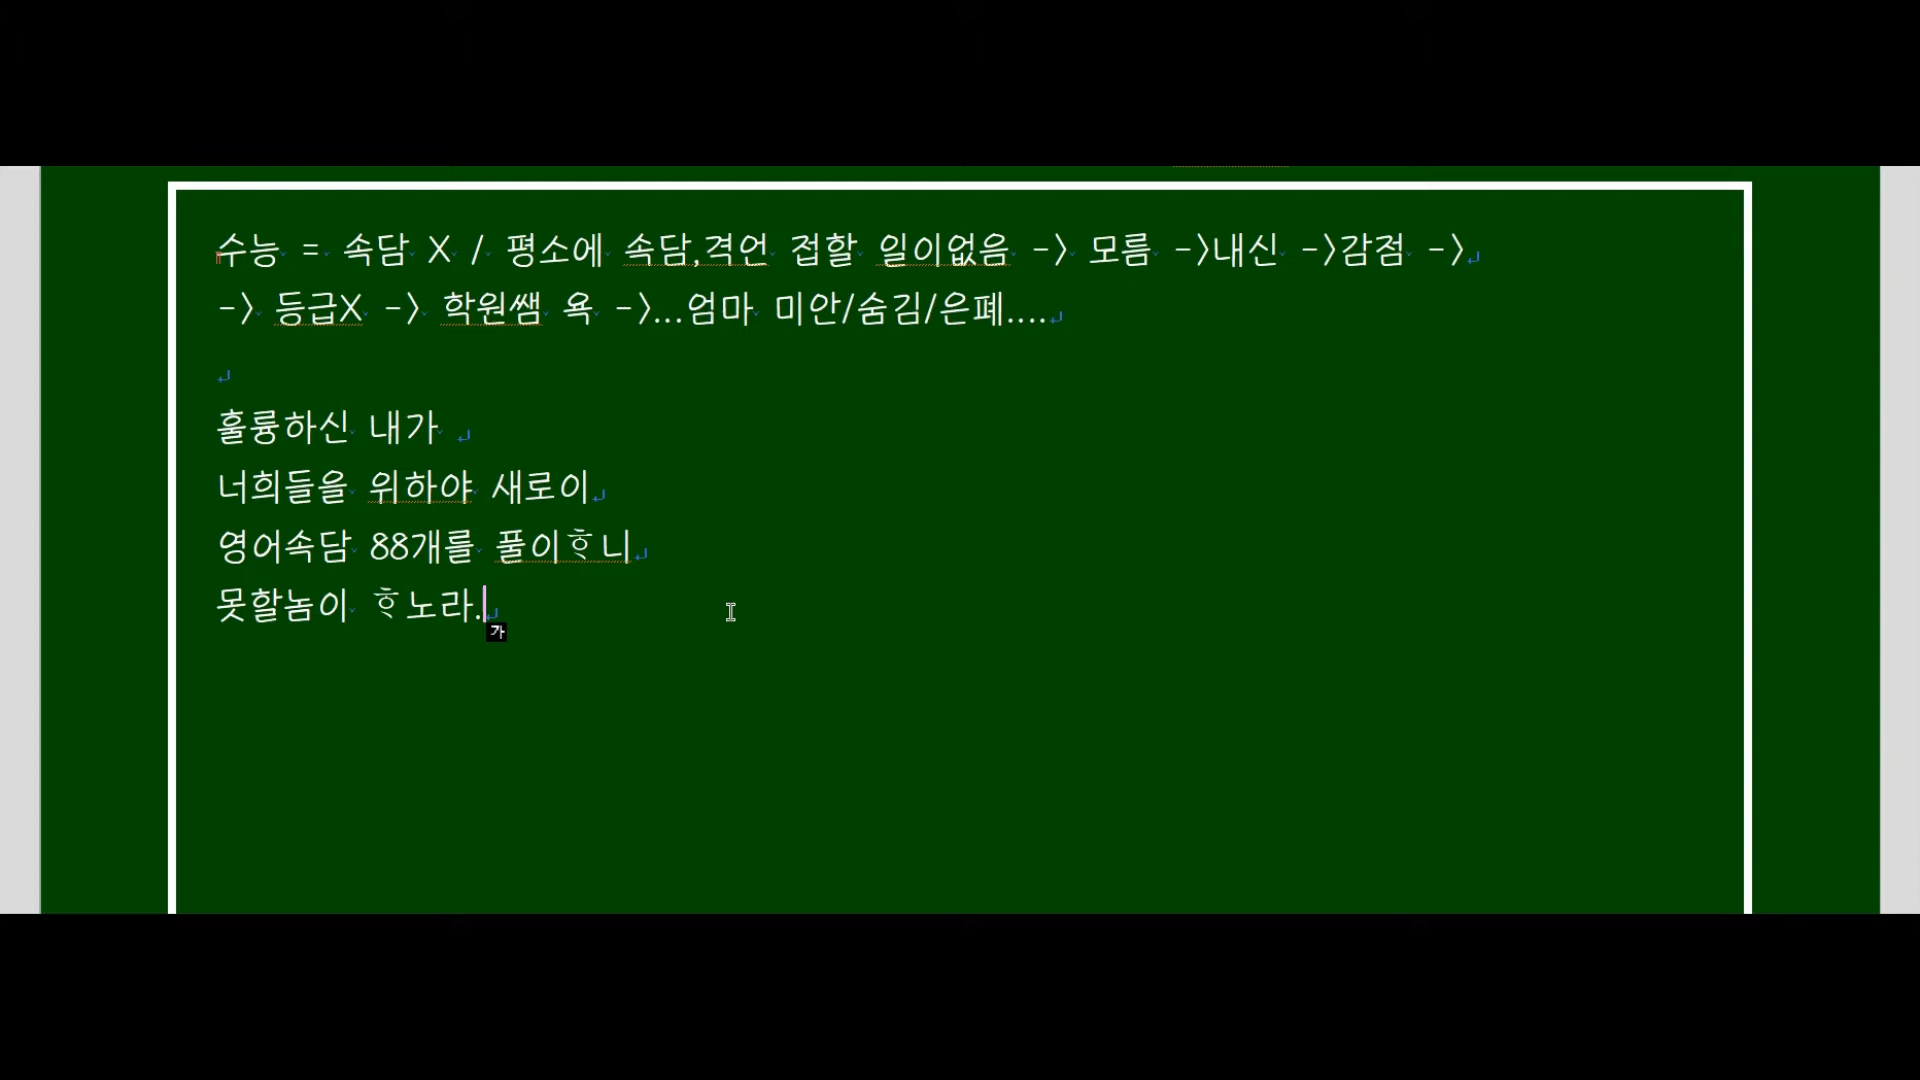 수능 = 속담 X / 평소에 속담,격언 접할 일이없음 -> 모름 ->내신 ->감점 ->
-> 등급X -> 학원쌤 욕 ->...엄마 미안/숨김/은폐....
훌륭하신 내가
너희들을 위하야 새로이
영어속담 88개를 풀이ᄒᆞ니
못할놈이 ᄒᆞ노라.
가